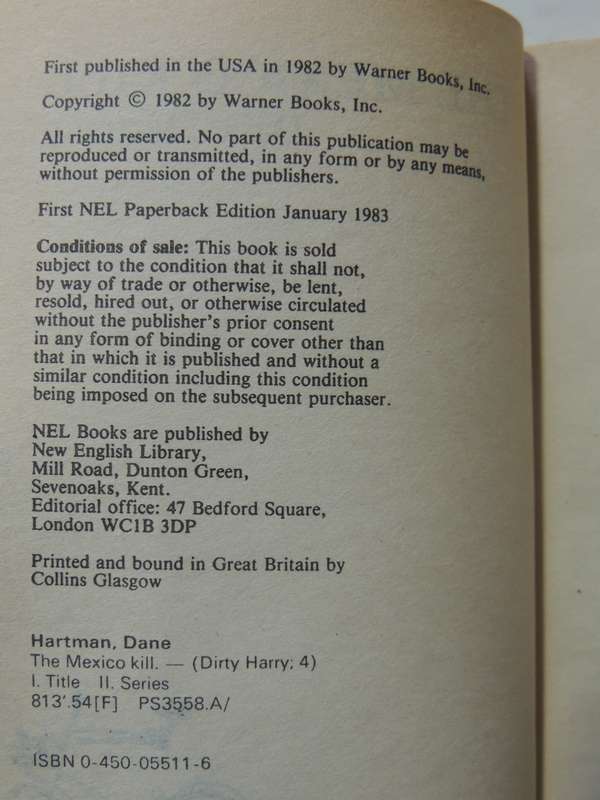 First published in the USA in 1982 by Warner Books, Inc.
Copyright © 1982 by Warner Books, Inc.
All rights reserved. No part of this publication may be
reproduced or transmitted, in any form or by any means,
without permission of the publishers.
First NEL Paperback Edition January 1983
Conditions of sale: This book is sold
subject to the condition that it shall not,
by way of trade or otherwise, be lent,
resold, hired out, or otherwise circulated
without the publisher's prior consent
in any form of binding or cover other than
that in which it is published and without a
similar condition including this condition
being imposed on the subsequent purchaser.
NEL Books are published by
New English Library,
Mill Road, Dunton Green,
Sevenoaks, Kent.
Editorial office: 47 Bedford Square,
London WC1B 3DP
Printed and bound in Great Britain by
Collins Glasgow
Hartman, Dane
The Mexico kill. — (Dirty Harry; 4)
I. Title II. Series
813'.54[F] PS3558.A/
ISBN 0-450-05511-6